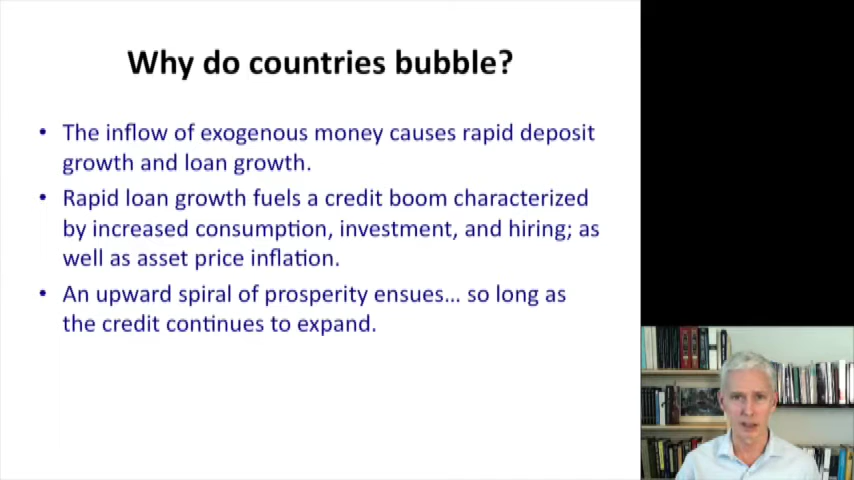 Why do countries bubble?
• The inflow of exogenous money causes rapid deposit
growth and loan growth.
• Rapid loan growth fuels a credit boom characterized
by increased consumption, investment, and hiring; as
well as asset price inflation.
• An upward spiral of prosperity ensues… so long as
the credit continues to expand.